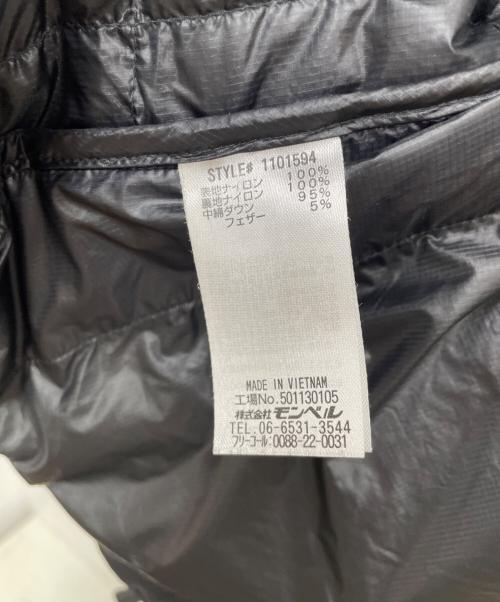 STYLE# 1101594
表地ナイロン 100%
裏地ナイロン 100%
中綿ダウン 95%
フェザー 5%
MADE IN VIETNAM
工場No.501130105
株式会社モンベル
TEL.06-6531-3544
フリーコール:0088-22-0031